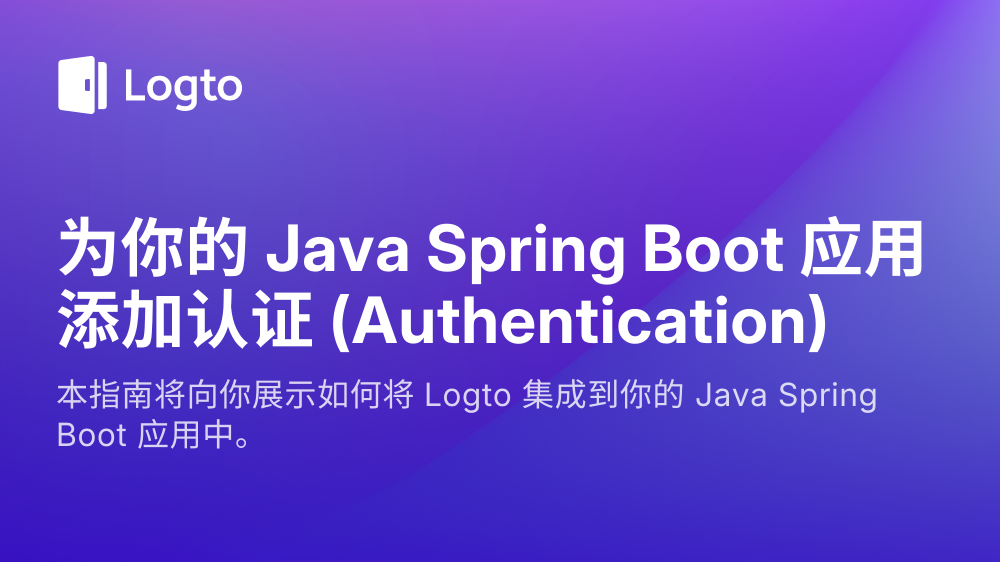 Logto
为你的 Java Spring Boot 应用
添加认证 (Authentication)
本指南将向你展示如何将 Logto 集成到你的 Java Spring
Boot 应用中。